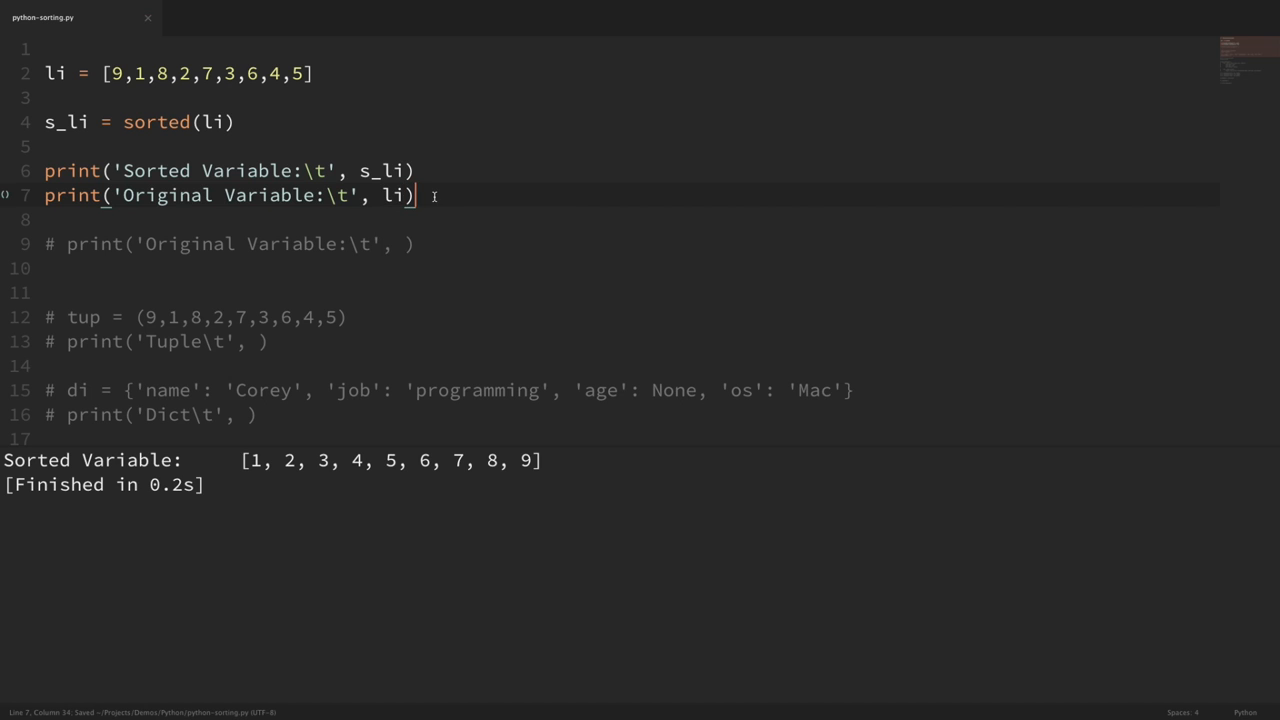 python-sorting.py ×
1
2 li = [9,1,8,2,7,3,6,4,5]
3
4 s_li = sorted(li)
5
6 print('Sorted Variable:\t', s_li)
() 7 print('Original Variable:\t', li)
8
9 # print('Original Variable:\t', )
10
11
12 # tup = (9,1,8,2,7,3,6,4,5)
13 # print('Tuple\t', )
14
15 # di = {'name': 'Corey', 'job': 'programming', 'age': None, 'os': 'Mac'}
16 # print('Dict\t', )
17
Sorted Variable: [1, 2, 3, 4, 5, 6, 7, 8, 9]
[Finished in 0.2s]
Line 7, Column 34: Saved ~/Projects/Demos/Python/python-sorting.py (UTF-8) Spaces: 4 Python